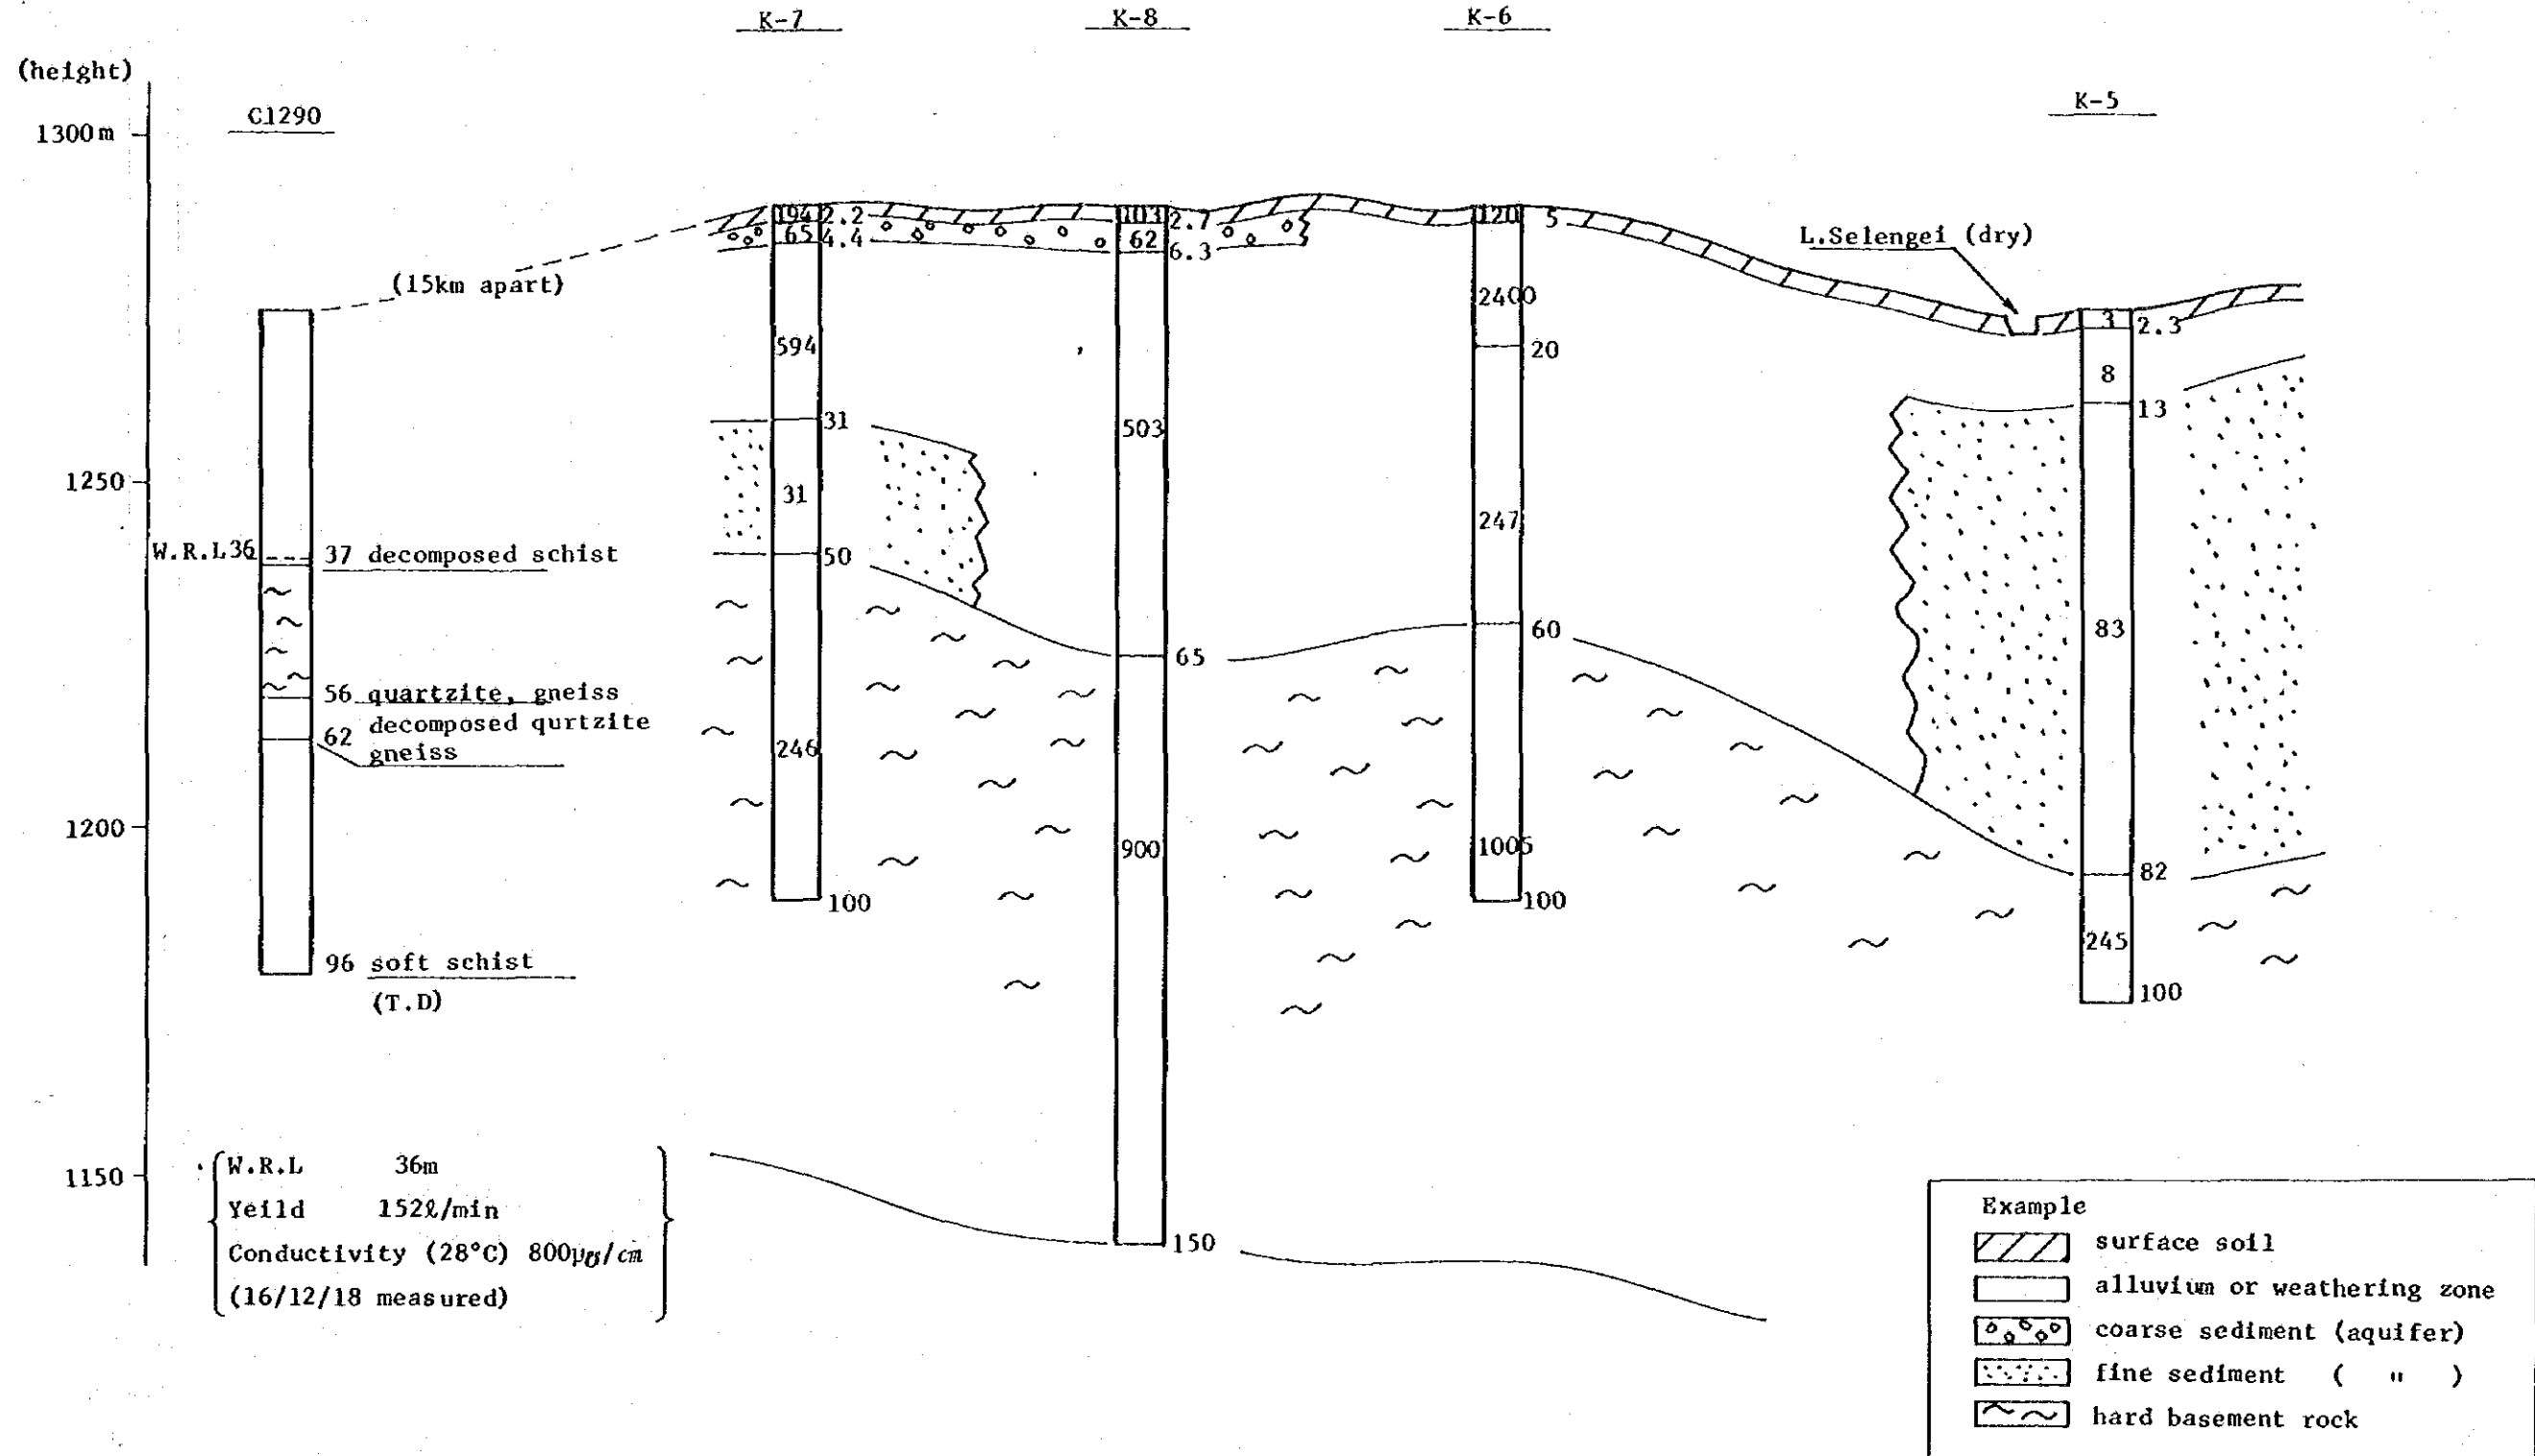 K-7
K-8
K-6
K-5
(height)
C1290
1300m
1250
1200
1150
(15km apart)
L.Selengei (dry)
W.R.L36
37 decomposed schist
56 quartzite, gneiss
62 decomposed qurtzite
gneiss
96 soft schist
(T.D)
194 2.2
65 4.4
594
31
31
50
246
100
103 2.7
62
6.3
503
65
900
150
120 5
2400
20
247
60
1005
100
3 2.3
8
13
83
82
245
100
W.R.L 36m
Yeild 152ℓ/min
Conductivity (28°C) 800μ℧/cm
(16/12/18 measured)
Example
surface soil
alluvium or weathering zone
coarse sediment (aquifer)
fine sediment ( " )
hard basement rock